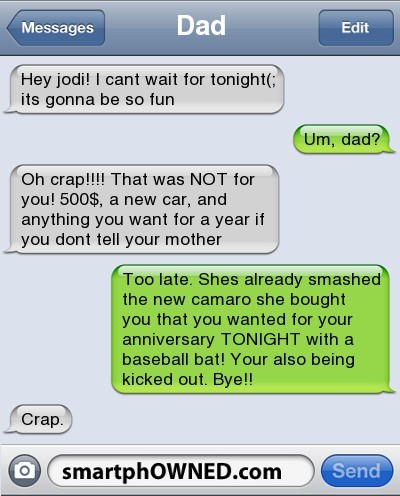 Messages
Dad
Edit
Hey jodi! I cant wait for tonight(;
its gonna be so fun
Um, dad?
Oh crap!!!! That was NOT for
you! 500$, a new car, and
anything you want for a year if
you dont tell your mother
Too late. Shes already smashed
the new camaro she bought
you that you wanted for your
anniversary TONIGHT with a
baseball bat! Your also being
kicked out. Bye!!
Crap.
smartphOWNED.com
Send